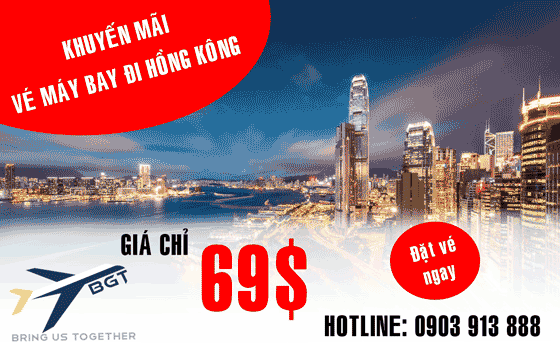 KHUYẾN MÃI
VÉ MÁY BAY ĐI HỒNG KÔNG
GIÁ CHỈ
69$
Đặt vé
ngay
BGT
BRING US TOGETHER
HOTLINE: 0903 913 888